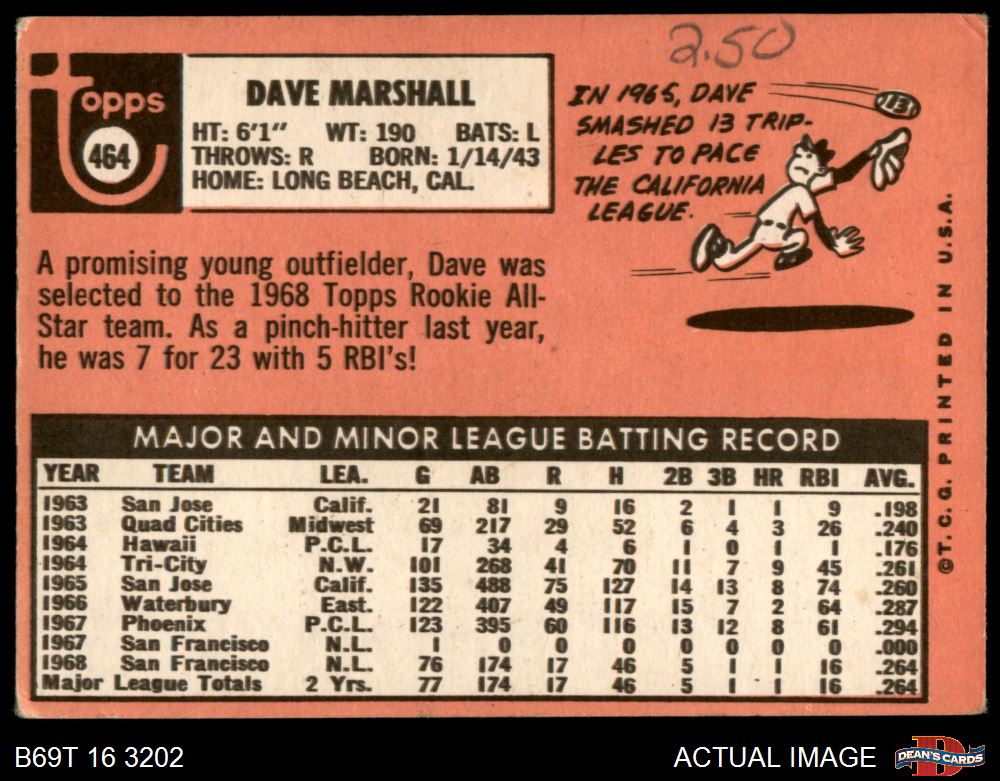 2.50
Topps
464
DAVE MARSHALL
HT: 6'1" WT: 190 BATS: L
THROWS: R BORN: 1/14/43
HOME: LONG BEACH, CAL.
IN 1965, DAVE
SMASHED 13 TRIP-
LES TO PACE
THE CALIFORNIA
LEAGUE.
13
A promising young outfielder, Dave was
selected to the 1968 Topps Rookie All-
Star team. As a pinch-hitter last year,
he was 7 for 23 with 5 RBI's!
MAJOR AND MINOR LEAGUE BATTING RECORD
YEAR TEAM LEA. G AB R H 2B 3B HR RBI AVG.
1963 San Jose Calif. 21 81 9 16 2 1 1 9 .198
1963 Quad Cities Midwest 69 217 29 52 6 4 3 26 .240
1964 Hawaii P.C.L. 17 34 4 6 1 0 1 1 .176
1964 Tri-City N.W. 101 268 41 70 11 7 9 45 .261
1965 San Jose Calif. 135 488 75 127 14 13 8 74 .260
1966 Waterbury East. 122 407 49 117 15 7 2 64 .287
1967 Phoenix P.C.L. 123 395 60 116 13 12 8 61 .294
1967 San Francisco N.L. 1 0 0 0 0 0 0 0 .000
1968 San Francisco N.L. 76 174 17 46 5 1 1 16 .264
Major League Totals 2 Yrs. 77 174 17 46 5 1 1 16 .264
©T.C.G. PRINTED IN U.S.A.
B69T 16 3202
ACTUAL IMAGE
D
DEAN'S CARDS